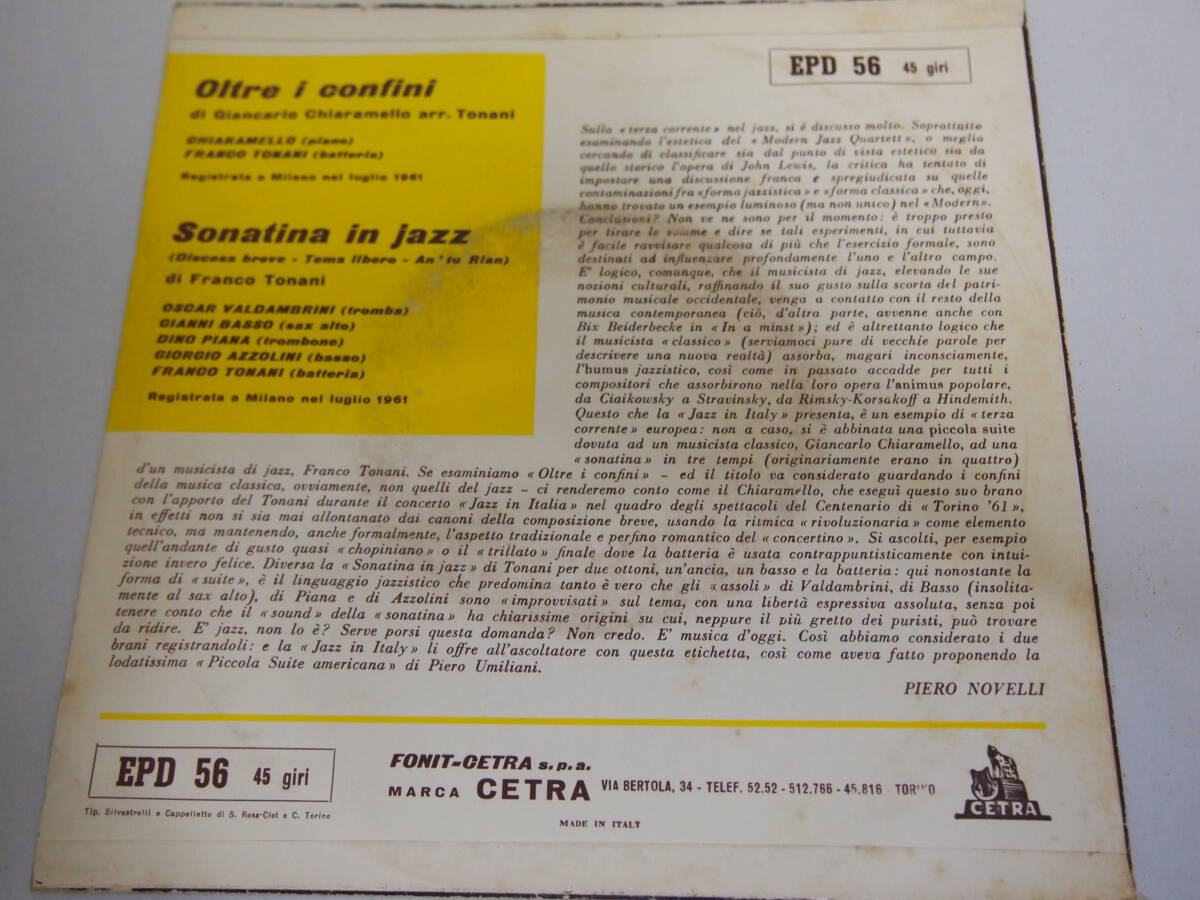 Oltre i confini
di Giancarlo Chiaramello arr. Tonani
CHIARAMELLO (piano)
FRANCO TONANI (batteria)
Registrata a Milano nel luglio 1961
Sonatina in jazz
(Discesa breve - Tema libero - An' tu Rian)
di Franco Tonani
OSCAR VALDAMBRINI (tromba)
GIANNI BASSO (sax alto)
DINO PIANA (trombone)
GIORGIO AZZOLINI (basso)
FRANCO TONANI (batteria)
Registrata a Milano nel luglio 1961
EPD 56 45 giri
Sulla «terza corrente» nel jazz, si è discusso molto. Soprattutto
esaminando l'estetica del «Modern Jazz Quartett», o meglio
cercando di classificare sia dal punto di vista estetico sia da
quello storico l'opera di John Lewis, la critica ha tentato di
impostare una discussione franca e spregiudicata su quelle
contaminazioni fra «forma jazzistica» e «forma classica» che, oggi,
hanno trovato un esempio luminoso (ma non unico) nel «Modern».
Conclusioni? Non ve ne sono per il momento: è troppo presto
per tirare le somme e dire se tali esperimenti, in cui tuttavia
è facile ravvisare qualcosa di più che l'esercizio formale, sono
destinati ad influenzare profondamente l'uno e l'altro campo.
E' logico, comunque, che il musicista di jazz, elevando le sue
nozioni culturali, raffinando il suo gusto sulla scorta del patri-
monio musicale occidentale, venga a contatto con il resto della
musica contemporanea (ciò, d'altra parte, avvenne anche con
Bix Beiderbecke in «In a minst»); ed è altrettanto logico che
il musicista «classico» (serviamoci pure di vecchie parole per
descrivere una nuova realtà) assorba, magari inconsciamente,
l'humus jazzistico, così come in passato accadde per tutti i
compositori che assorbirono nella loro opera l'animus popolare,
da Ciaikowsky a Stravinsky, da Rimsky-Korsakoff a Hindemith.
Questo che la «Jazz in Italy» presenta, è un esempio di «terza
corrente» europea: non a caso, si è abbinata una piccola suite
dovuta ad un musicista classico, Giancarlo Chiaramello, ad una
«sonatina» in tre tempi (originariamente erano in quattro)
d'un musicista di jazz, Franco Tonani. Se esaminiamo «Oltre i confini» - ed il titolo va considerato guardando i confini
della musica classica, ovviamente, non quelli del jazz - ci renderemo conto come il Chiaramello, che eseguì questo suo brano
con l'apporto del Tonani durante il concerto «Jazz in Italia» nel quadro degli spettacoli del Centenario di «Torino '61»,
in effetti non si sia mai allontanato dai canoni della composizione breve, usando la ritmica «rivoluzionaria» come elemento
tecnico, ma mantenendo, anche formalmente, l'aspetto tradizionale e perfino romantico del «concertino». Si ascolti, per esempio
quell'andante di gusto quasi «chopiniano» o il «trillato» finale dove la batteria è usata contrappuntisticamente con intui-
zione invero felice. Diversa la «Sonatina in jazz» di Tonani per due ottoni, un'ancia, un basso e la batteria: qui nonostante la
forma di «suite», è il linguaggio jazzistico che predomina tanto è vero che gli «assoli» di Valdambrini, di Basso (insolita-
mente al sax alto), di Piana e di Azzolini sono «improvvisati» sul tema, con una libertà espressiva assoluta, senza poi
tenere conto che il «sound» della «sonatina» ha chiarissime origini su cui, neppure il più gretto dei puristi, può trovare
da ridire. E' jazz, non lo è? Serve porsi questa domanda? Non credo. E' musica d'oggi. Così abbiamo considerato i due
brani registrandoli: e la «Jazz in Italy» li offre all'ascoltatore con questa etichetta, così come aveva fatto proponendo la
lodatissima «Piccola Suite americana» di Piero Umiliani.
PIERO NOVELLI
EPD 56 45 giri
FONIT-CETRA s.p.a.
MARCA CETRA VIA BERTOLA, 34 - TELEF. 52.52 - 512.766 - 45.816 - TORINO
CETRA
Tip. Silvestrelli e Cappelletto di S. Rosa-Clot e C. Torino
MADE IN ITALY